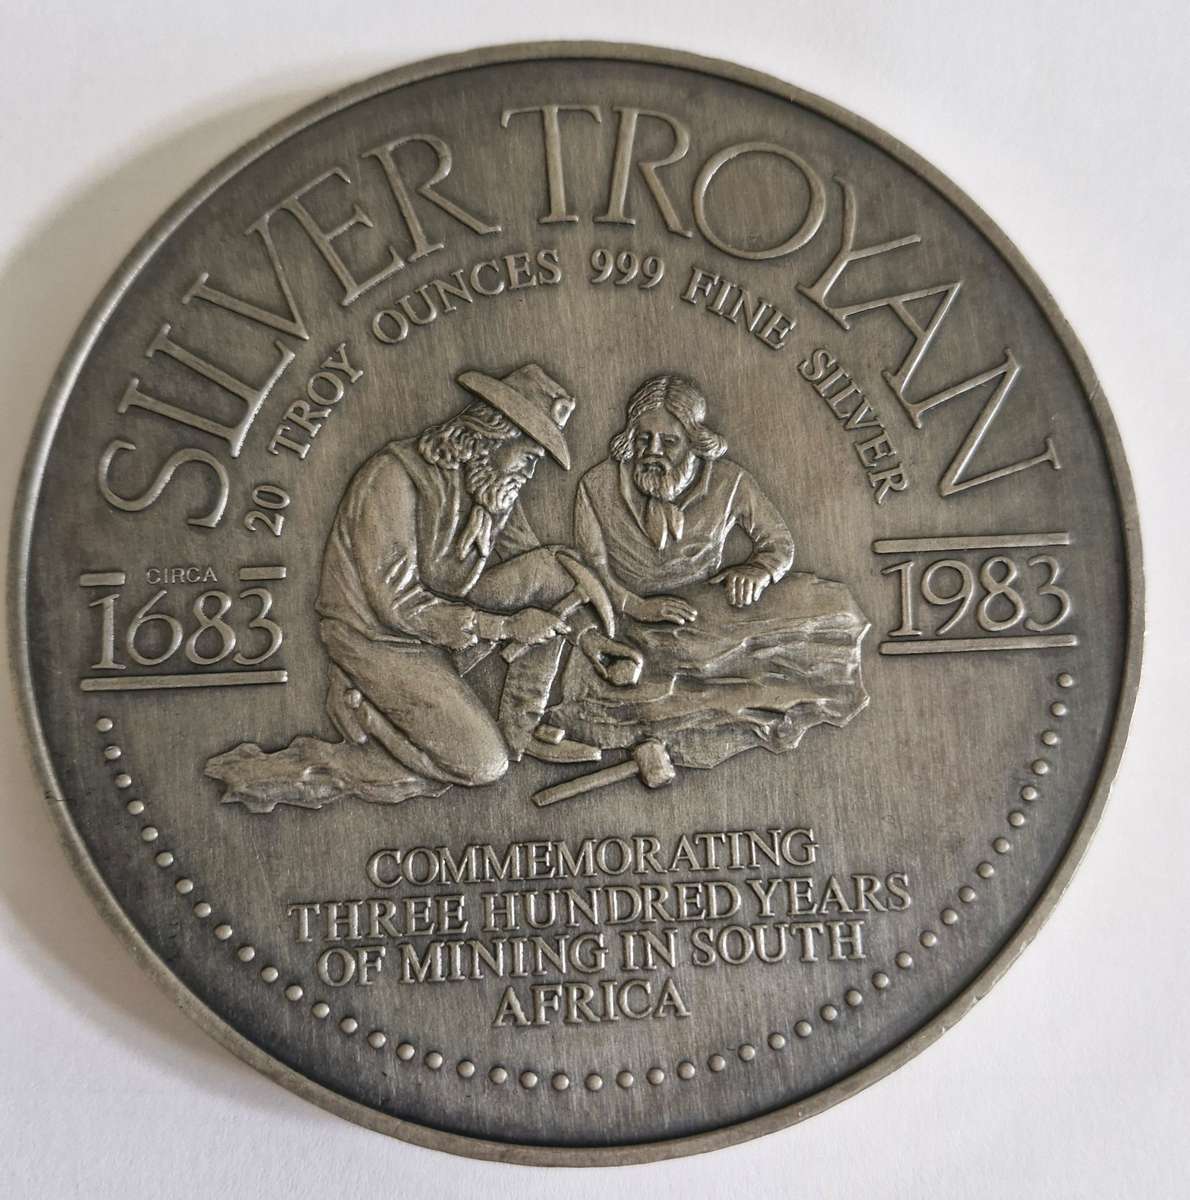 SILVER TROYAN
20 TROY OUNCES 999 FINE SILVER
CIRCA
1683
1983
COMMEMORATING
THREE HUNDRED YEARS
OF MINING IN SOUTH
AFRICA